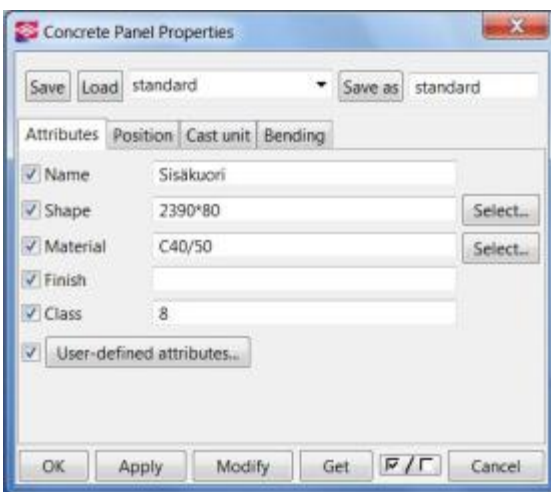 Concrete Panel Properties
Save Load standard Save as standard
Attributes Position Cast unit Bending
Name Sisäkuori
Shape 2390*80 Select...
Material C40/50 Select...
Finish
Class 8
User-defined attributes...
OK Apply Modify Get / Cancel